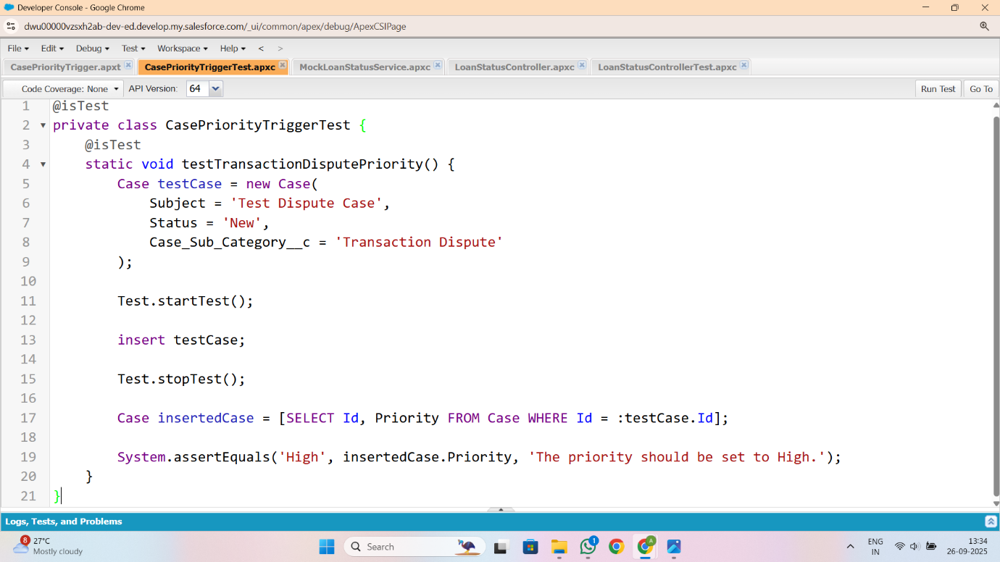 Developer Console - Google Chrome
dwu00000vzsxh2ab-dev-ed.develop.my.salesforce.com/_ui/common/apex/debug/ApexCSIPage
File Edit Debug Test Workspace Help < >
CasePriorityTrigger.apxt CasePriorityTriggerTest.apxc MockLoanStatusService.apxc LoanStatusController.apxc LoanStatusControllerTest.apxc
Code Coverage: None API Version: 64 Run Test Go To
1 @isTest
2 private class CasePriorityTriggerTest {
3 @isTest
4 static void testTransactionDisputePriority() {
5 Case testCase = new Case(
6 Subject = 'Test Dispute Case',
7 Status = 'New',
8 Case_Sub_Category__c = 'Transaction Dispute'
9 );
10
11 Test.startTest();
12
13 insert testCase;
14
15 Test.stopTest();
16
17 Case insertedCase = [SELECT Id, Priority FROM Case WHERE Id = :testCase.Id];
18
19 System.assertEquals('High', insertedCase.Priority, 'The priority should be set to High.');
20 }
21 }
Logs, Tests, and Problems
8 27°C
Mostly cloudy
Search
1
A
ENG
IN
13:34
26-09-2025